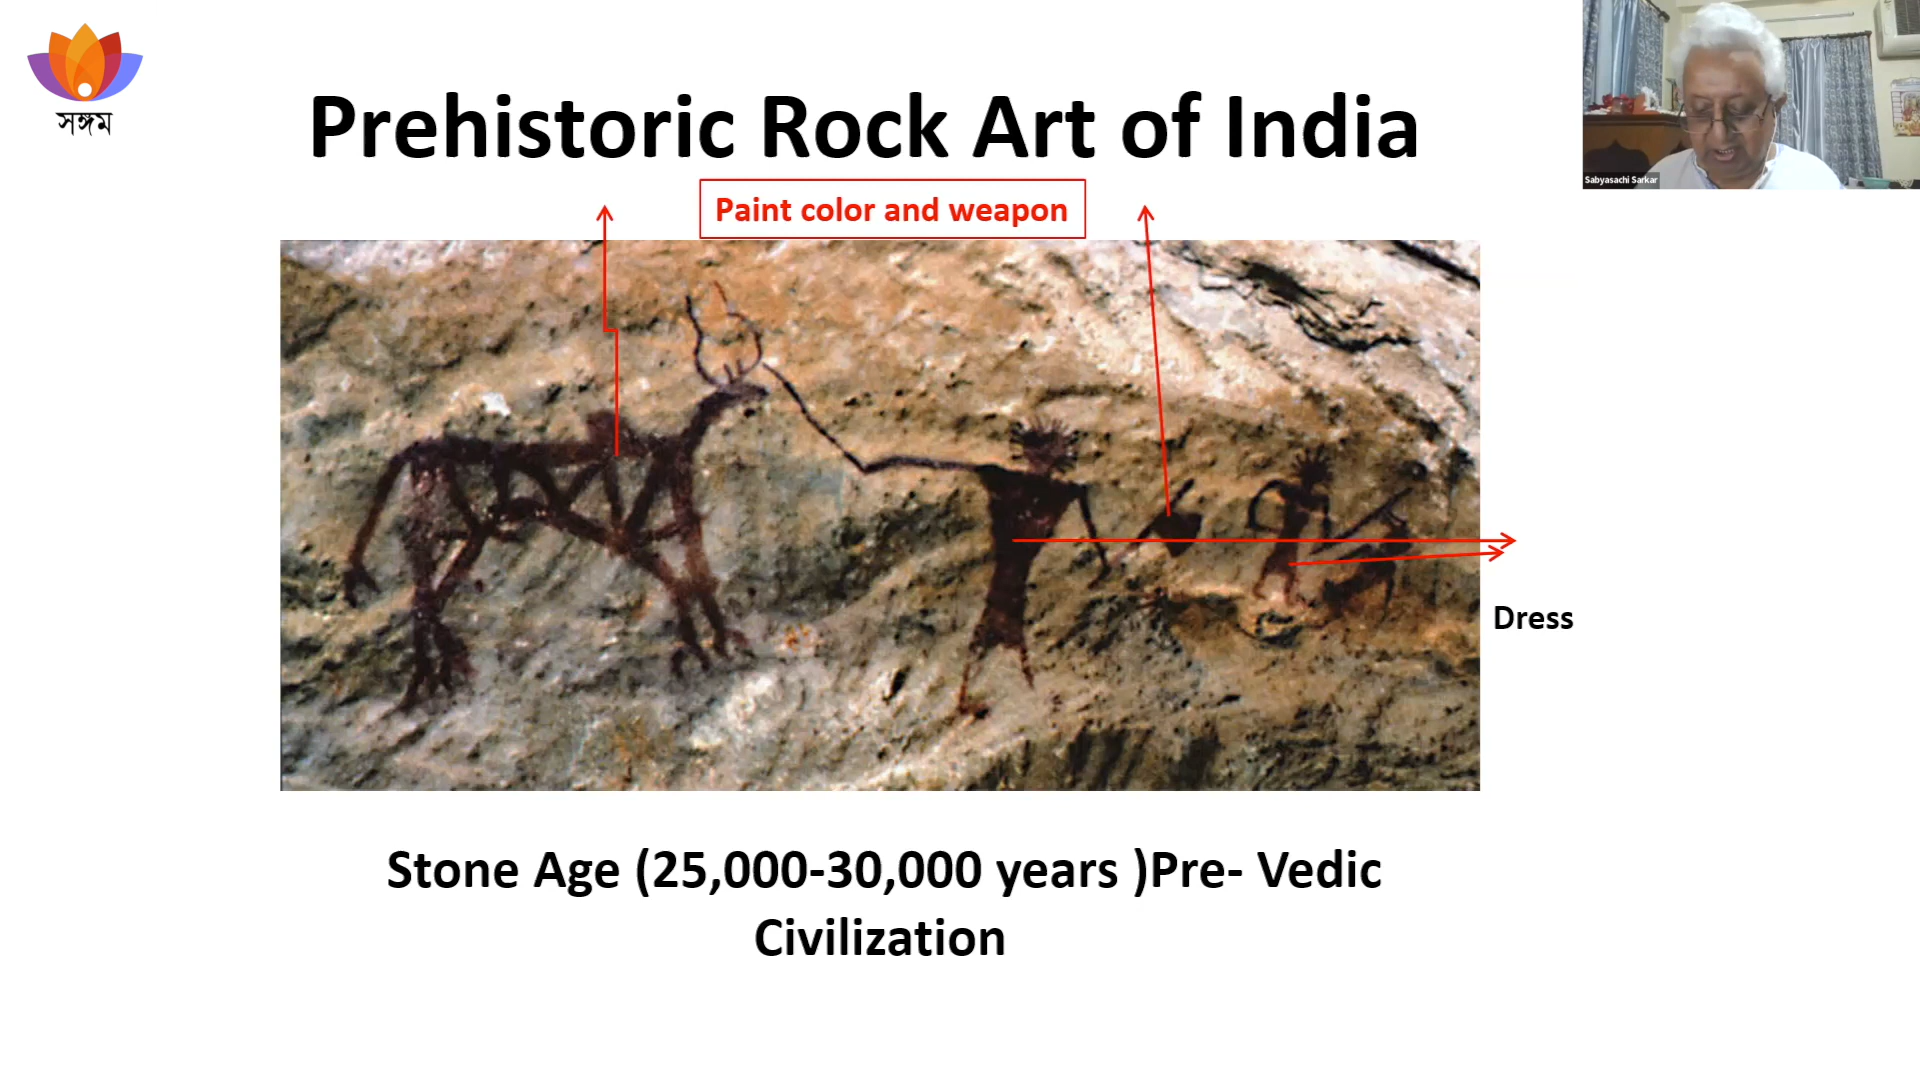 সঙ্গম
Prehistoric Rock Art of India
Sabyasachi Sarkar
Paint color and weapon
Dress
Stone Age (25,000-30,000 years )Pre- Vedic
Civilization